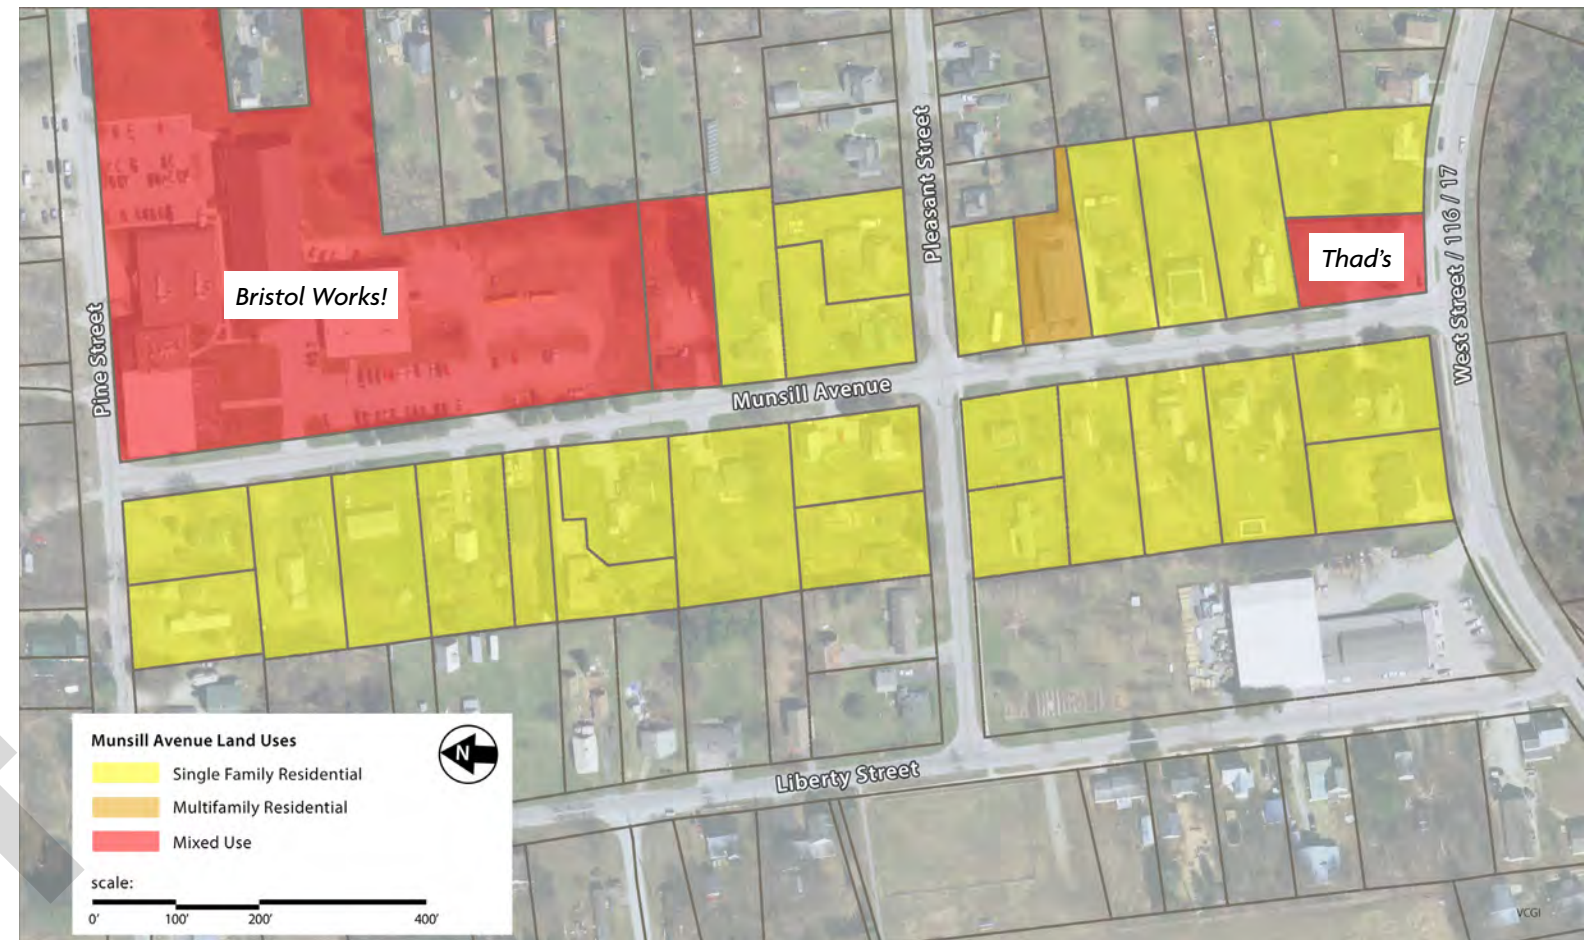 Pleasant Street
Thad's
West Street / 116 / 17
Bristol Works!
Pine Street
Munsill Avenue
Munsill Avenue Land Uses
N
Single Family Residential
Multifamily Residential
Mixed Use
scale:
0' 100' 200' 400'
Liberty Street
VCGI